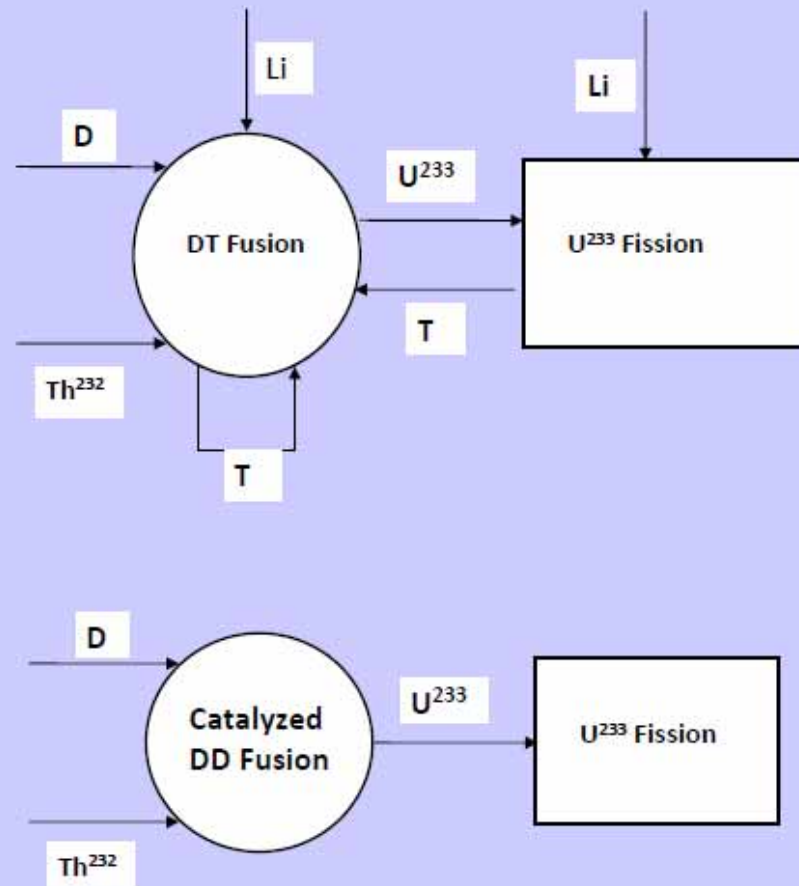 Li
Li
D
U²³³
DT Fusion
U²³³ Fission
T
Th²³²
T
D
U²³³
Catalyzed
DD Fusion
U²³³ Fission
Th²³²